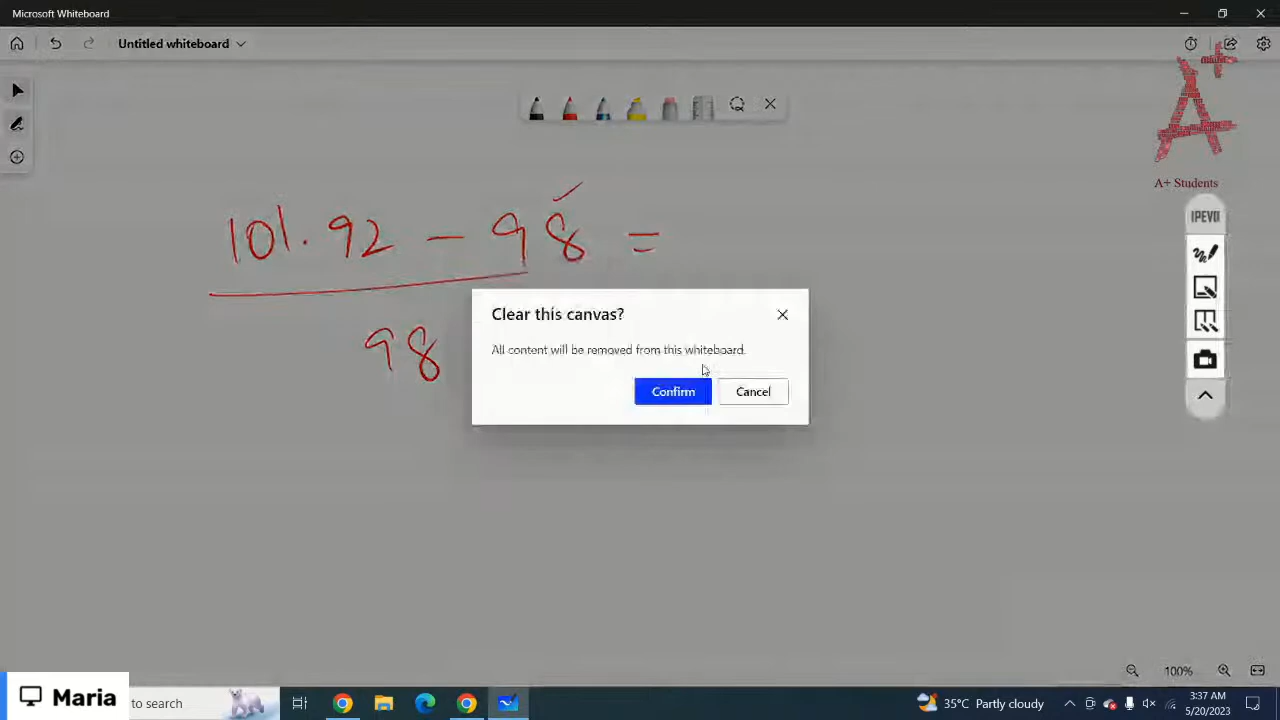 Microsoft Whiteboard
Untitled whiteboard
A+ Students
IPEVO
101.92 - 98 =
98
Clear this canvas?
All content will be removed from this whiteboard.
Confirm
Cancel
100%
Maria
to search
35°C Partly cloudy
3:37 AM
5/20/2023